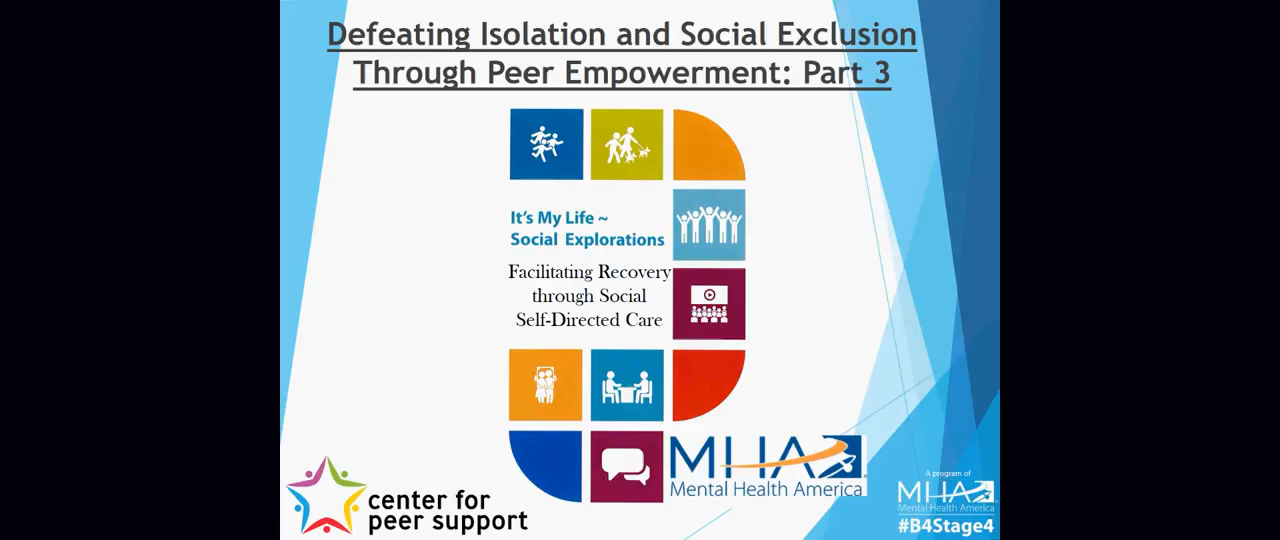 Defeating Isolation and Social Exclusion
Through Peer Empowerment: Part 3
It's My Life ~
Social Explorations
Facilitating Recovery
through Social
Self-Directed Care
MHA
Mental Health America
center for
peer support
A program of
MHA
Mental Health America
#B4Stage4